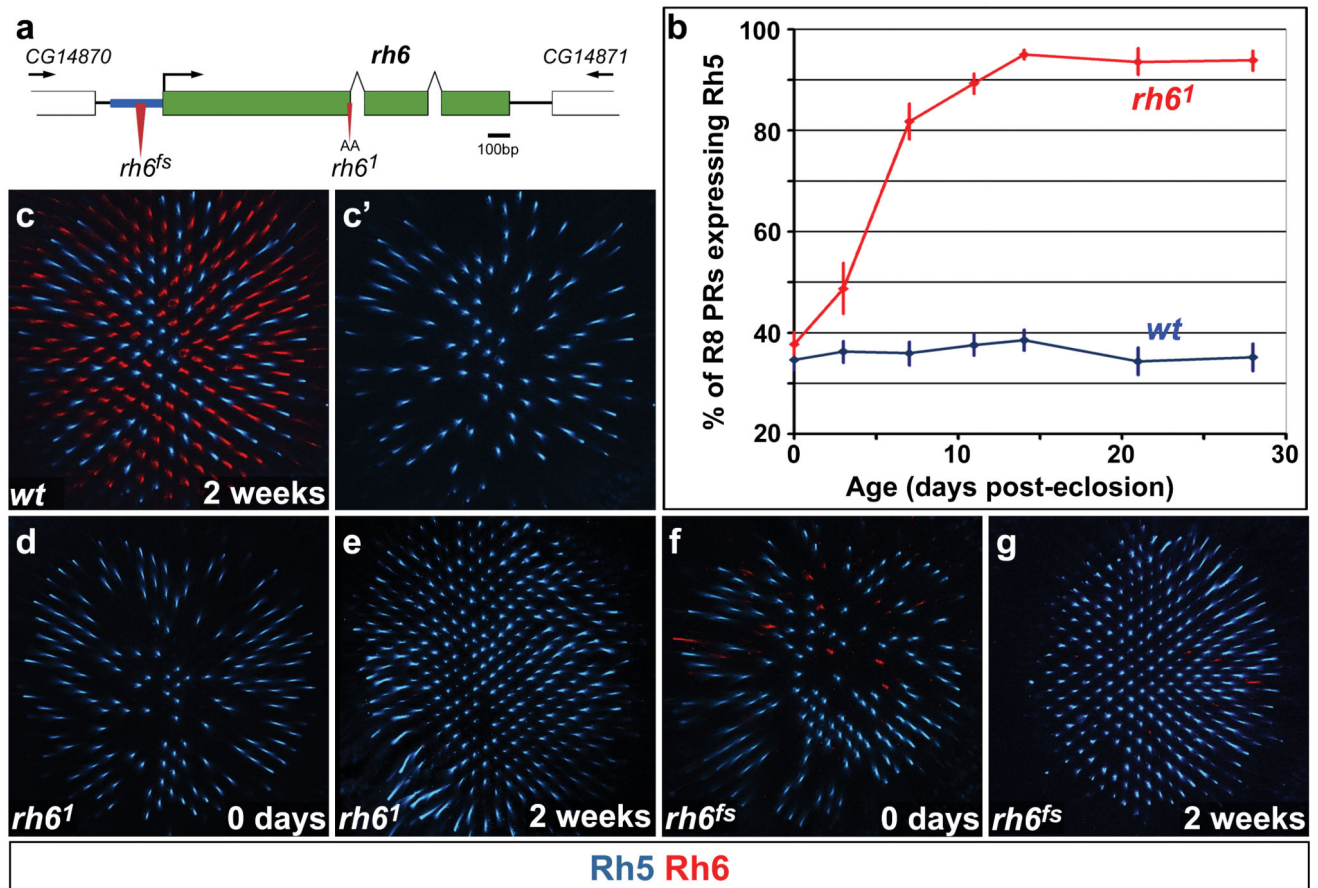 a
CG14870
rh6
CG14871
rh6fs
AA
rh61
100bp
b
% of R8 PRs expressing Rh5
100
80
60
40
20
rh61
wt
0
10
20
30
Age (days post-eclosion)
c
wt
2 weeks
c’
d
rh61
0 days
e
rh61
2 weeks
f
rh6fs
0 days
g
rh6fs
2 weeks
Rh5 Rh6